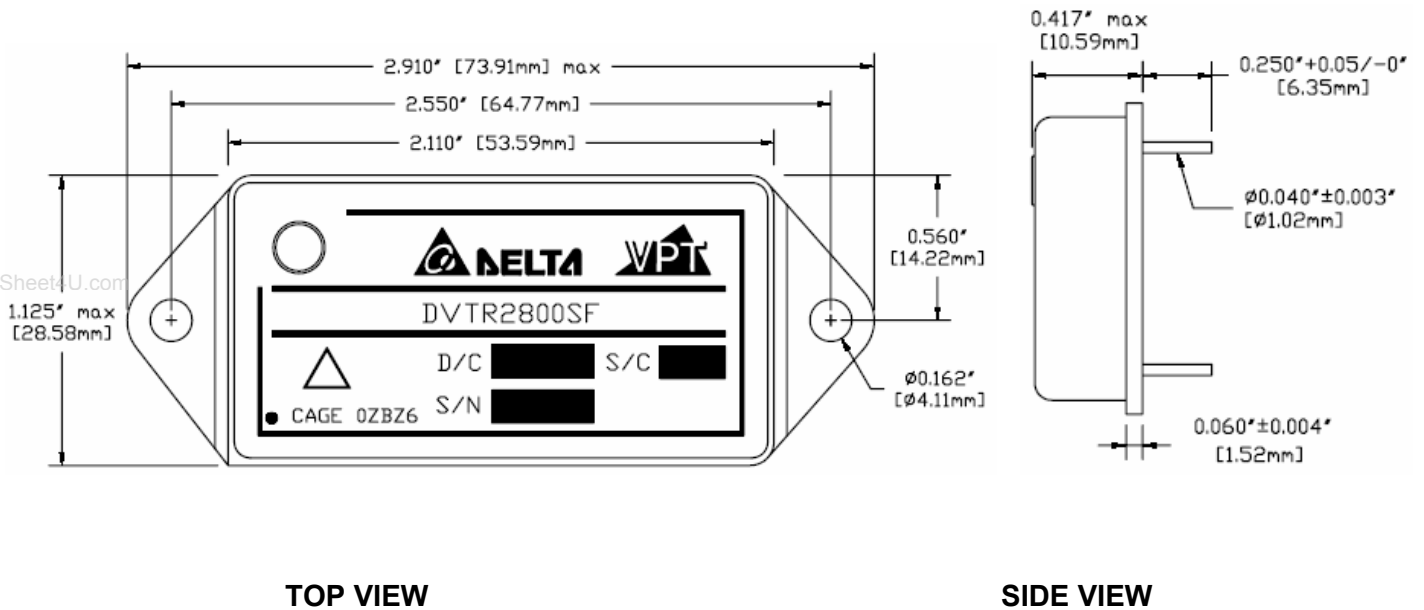 0.417" max
[10.59mm]
2.910" [73.91mm] max
0.250"+0.05/-0"
[6.35mm]
2.550" [64.77mm]
2.110" [53.59mm]
ø0.040"±0.003"
[ø1.02mm]
0.560"
[14.22mm]
DELTA VPT
Sheet4U.com
1.125" max
[28.58mm]
DVTR2800SF
D/C S/C
ø0.162"
[ø4.11mm]
S/N
CAGE 0ZBZ6
0.060"±0.004"
[1.52mm]
TOP VIEW SIDE VIEW